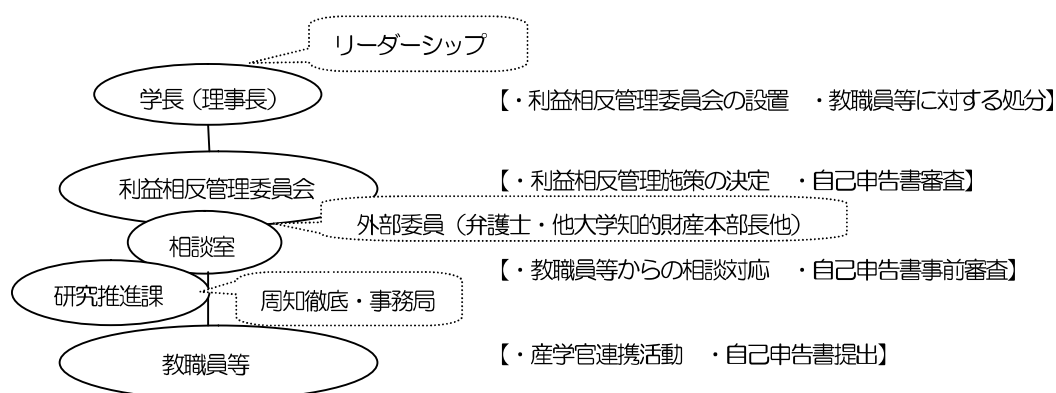 リーダーシップ
学長（理事長）
【・利益相反管理委員会の設置　・教職員等に対する処分】
利益相反管理委員会
【・利益相反管理施策の決定　・自己申告書審査】
外部委員（弁護士・他大学知的財産本部長他）
相談室
【・教職員等からの相談対応　・自己申告書事前審査】
研究推進課
周知徹底・事務局
教職員等
【・産学官連携活動　・自己申告書提出】